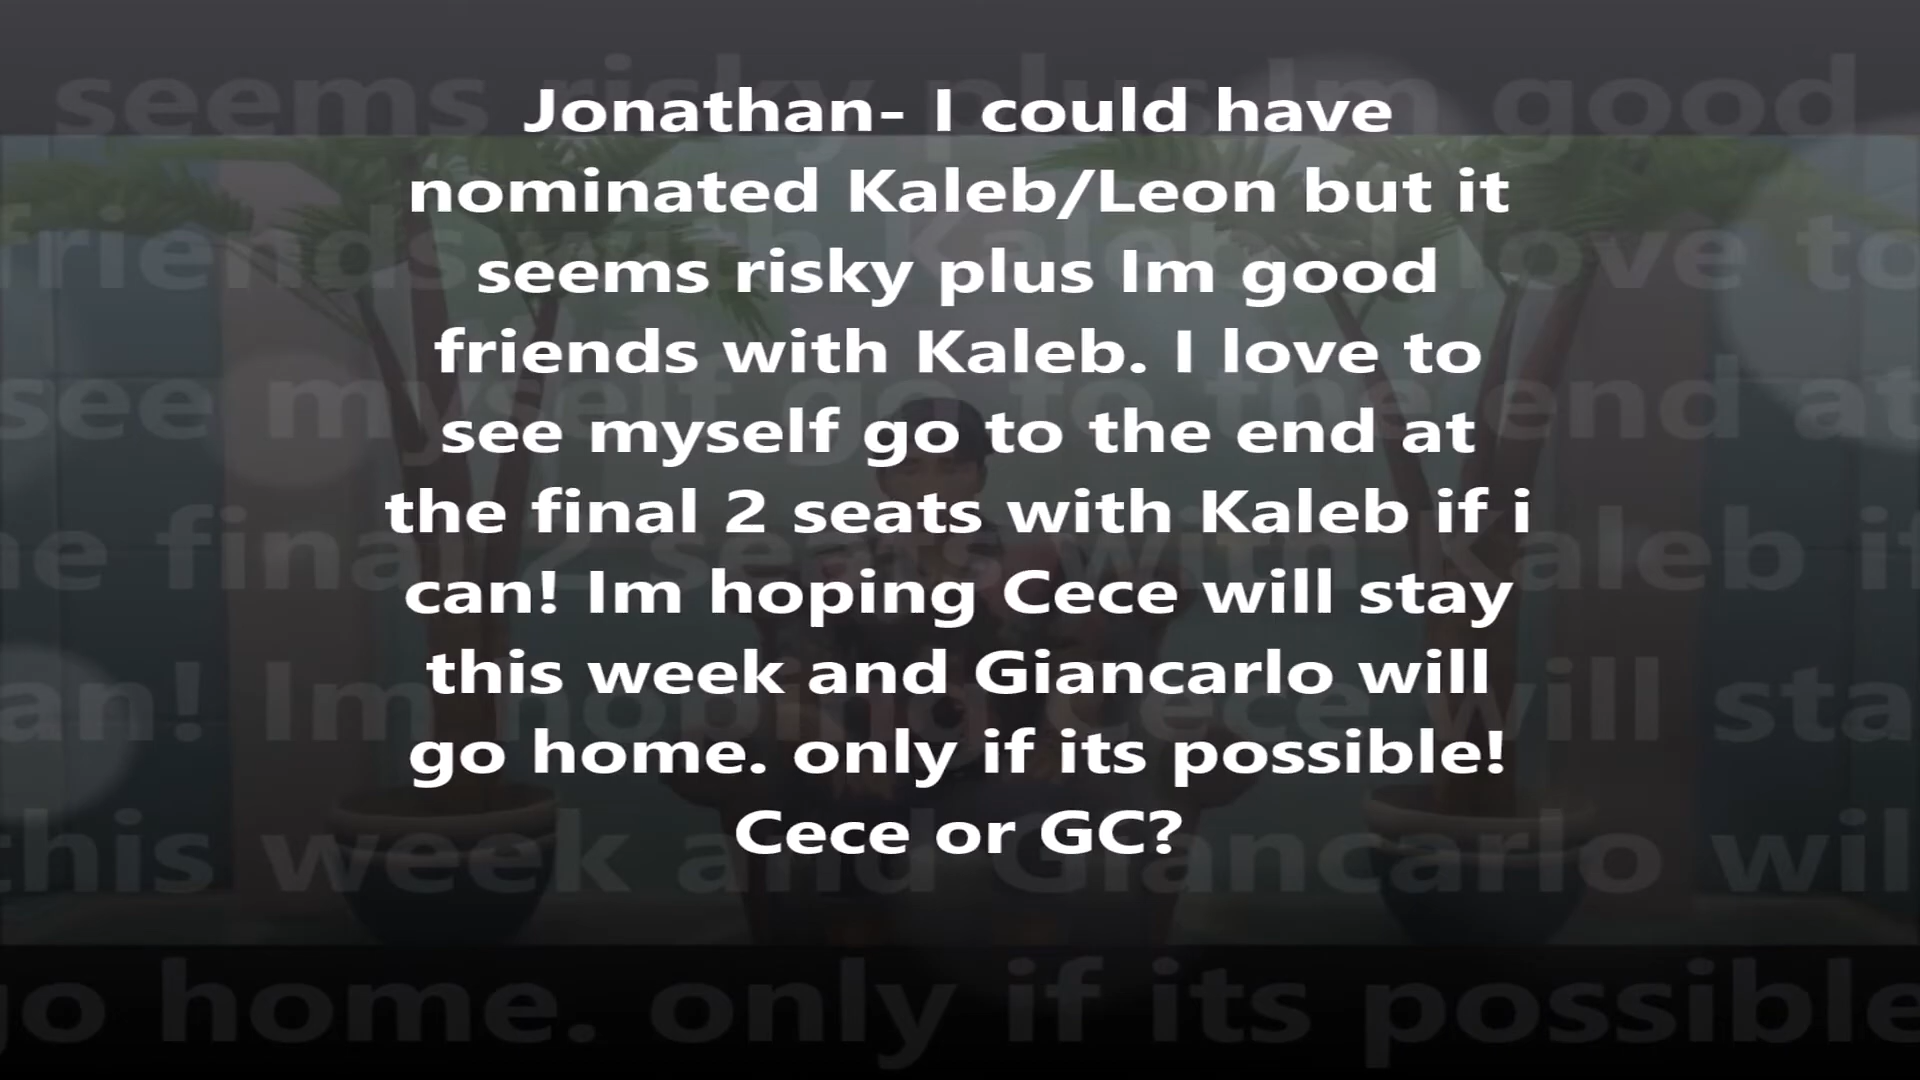 Jonathan- I could have
nominated Kaleb/Leon but it
seems risky plus Im good
friends with Kaleb. I love to
see myself go to the end at
the final 2 seats with Kaleb if i
can! Im hoping Cece will stay
this week and Giancarlo will
go home. only if its possible!
Cece or GC?